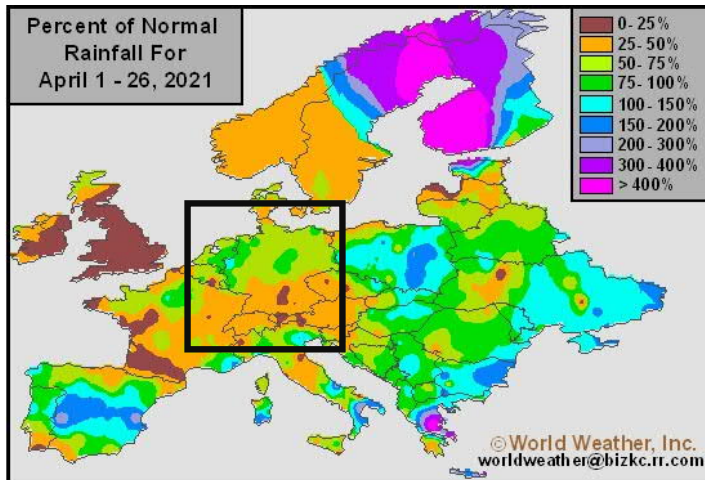 Percent of Normal
Rainfall For
April 1 - 26, 2021
0- 25%
25- 50%
50- 75%
75- 100%
100- 150%
150- 200%
200- 300%
300- 400%
> 400%
©World Weather, Inc.
worldweather@bizkc.rr.com